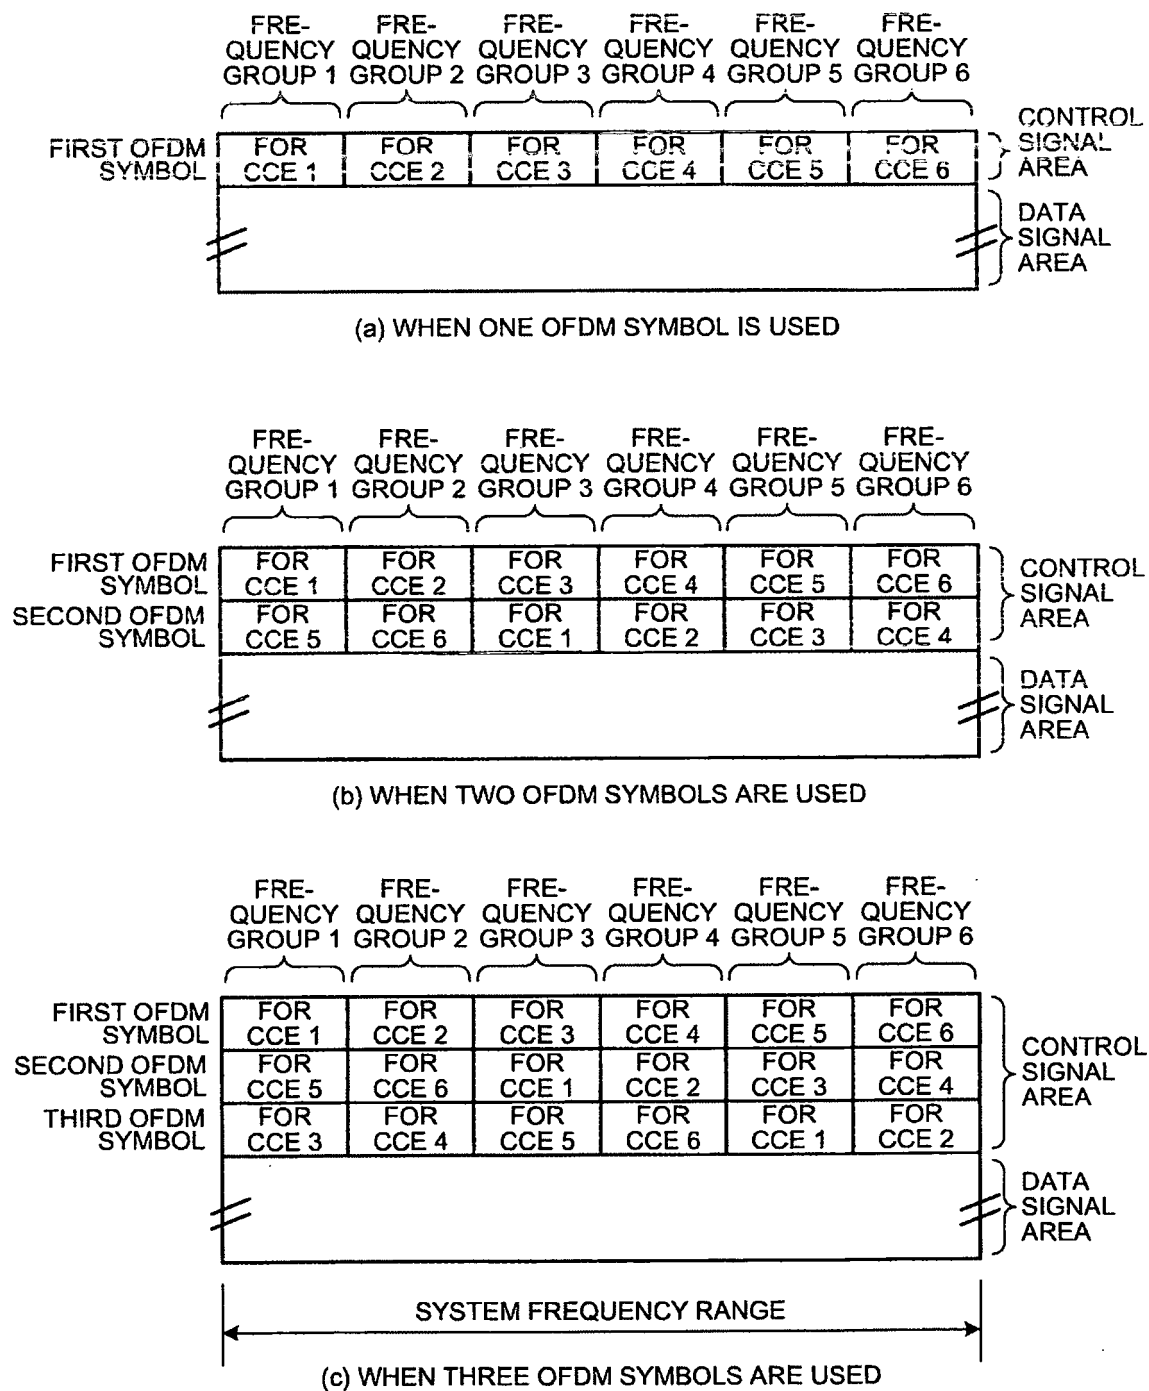 FRE-
QUENCY
GROUP 1
FRE-
QUENCY
GROUP 2
FRE-
QUENCY
GROUP 3
FRE-
QUENCY
GROUP 4
FRE-
QUENCY
GROUP 5
FRE-
QUENCY
GROUP 6
FIRST OFDM
SYMBOL
FOR
CCE 1
FOR
CCE 2
FOR
CCE 3
FOR
CCE 4
FOR
CCE 5
FOR
CCE 6
CONTROL
SIGNAL
AREA
DATA
SIGNAL
AREA
(a) WHEN ONE OFDM SYMBOL IS USED
FRE-
QUENCY
GROUP 1
FRE-
QUENCY
GROUP 2
FRE-
QUENCY
GROUP 3
FRE-
QUENCY
GROUP 4
FRE-
QUENCY
GROUP 5
FRE-
QUENCY
GROUP 6
FIRST OFDM
SYMBOL
FOR
CCE 1
FOR
CCE 2
FOR
CCE 3
FOR
CCE 4
FOR
CCE 5
FOR
CCE 6
SECOND OFDM
SYMBOL
FOR
CCE 5
FOR
CCE 6
FOR
CCE 1
FOR
CCE 2
FOR
CCE 3
FOR
CCE 4
CONTROL
SIGNAL
AREA
DATA
SIGNAL
AREA
(b) WHEN TWO OFDM SYMBOLS ARE USED
FRE-
QUENCY
GROUP 1
FRE-
QUENCY
GROUP 2
FRE-
QUENCY
GROUP 3
FRE-
QUENCY
GROUP 4
FRE-
QUENCY
GROUP 5
FRE-
QUENCY
GROUP 6
FIRST OFDM
SYMBOL
FOR
CCE 1
FOR
CCE 2
FOR
CCE 3
FOR
CCE 4
FOR
CCE 5
FOR
CCE 6
SECOND OFDM
SYMBOL
FOR
CCE 5
FOR
CCE 6
FOR
CCE 1
FOR
CCE 2
FOR
CCE 3
FOR
CCE 4
THIRD OFDM
SYMBOL
FOR
CCE 3
FOR
CCE 4
FOR
CCE 5
FOR
CCE 6
FOR
CCE 1
FOR
CCE 2
CONTROL
SIGNAL
AREA
DATA
SIGNAL
AREA
SYSTEM FREQUENCY RANGE
(c) WHEN THREE OFDM SYMBOLS ARE USED